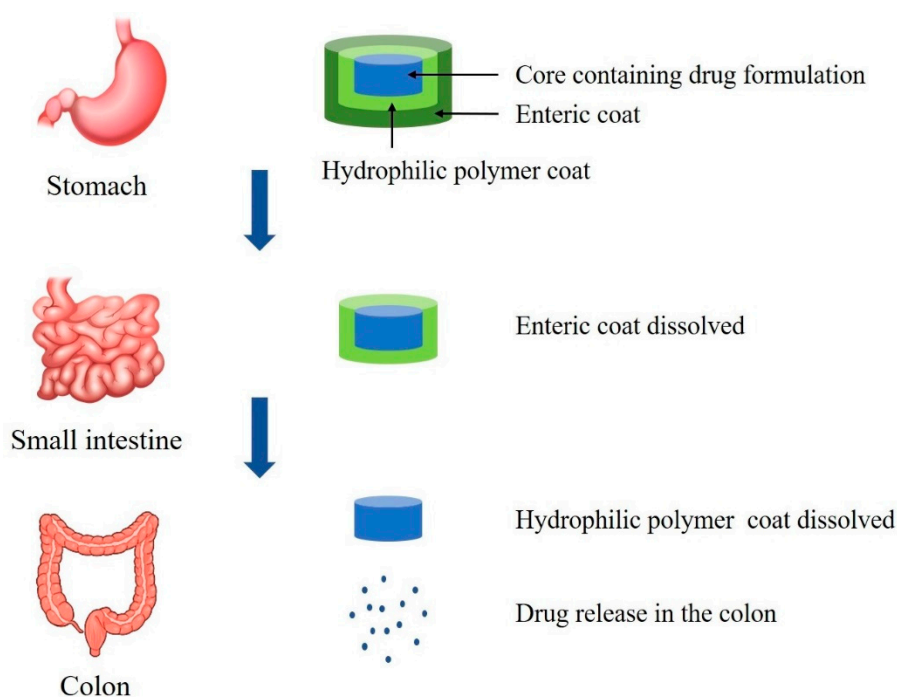 Core containing drug formulation
Enteric coat
Hydrophilic polymer coat
Stomach
Enteric coat dissolved
Small intestine
Hydrophilic polymer coat dissolved
Drug release in the colon
Colon